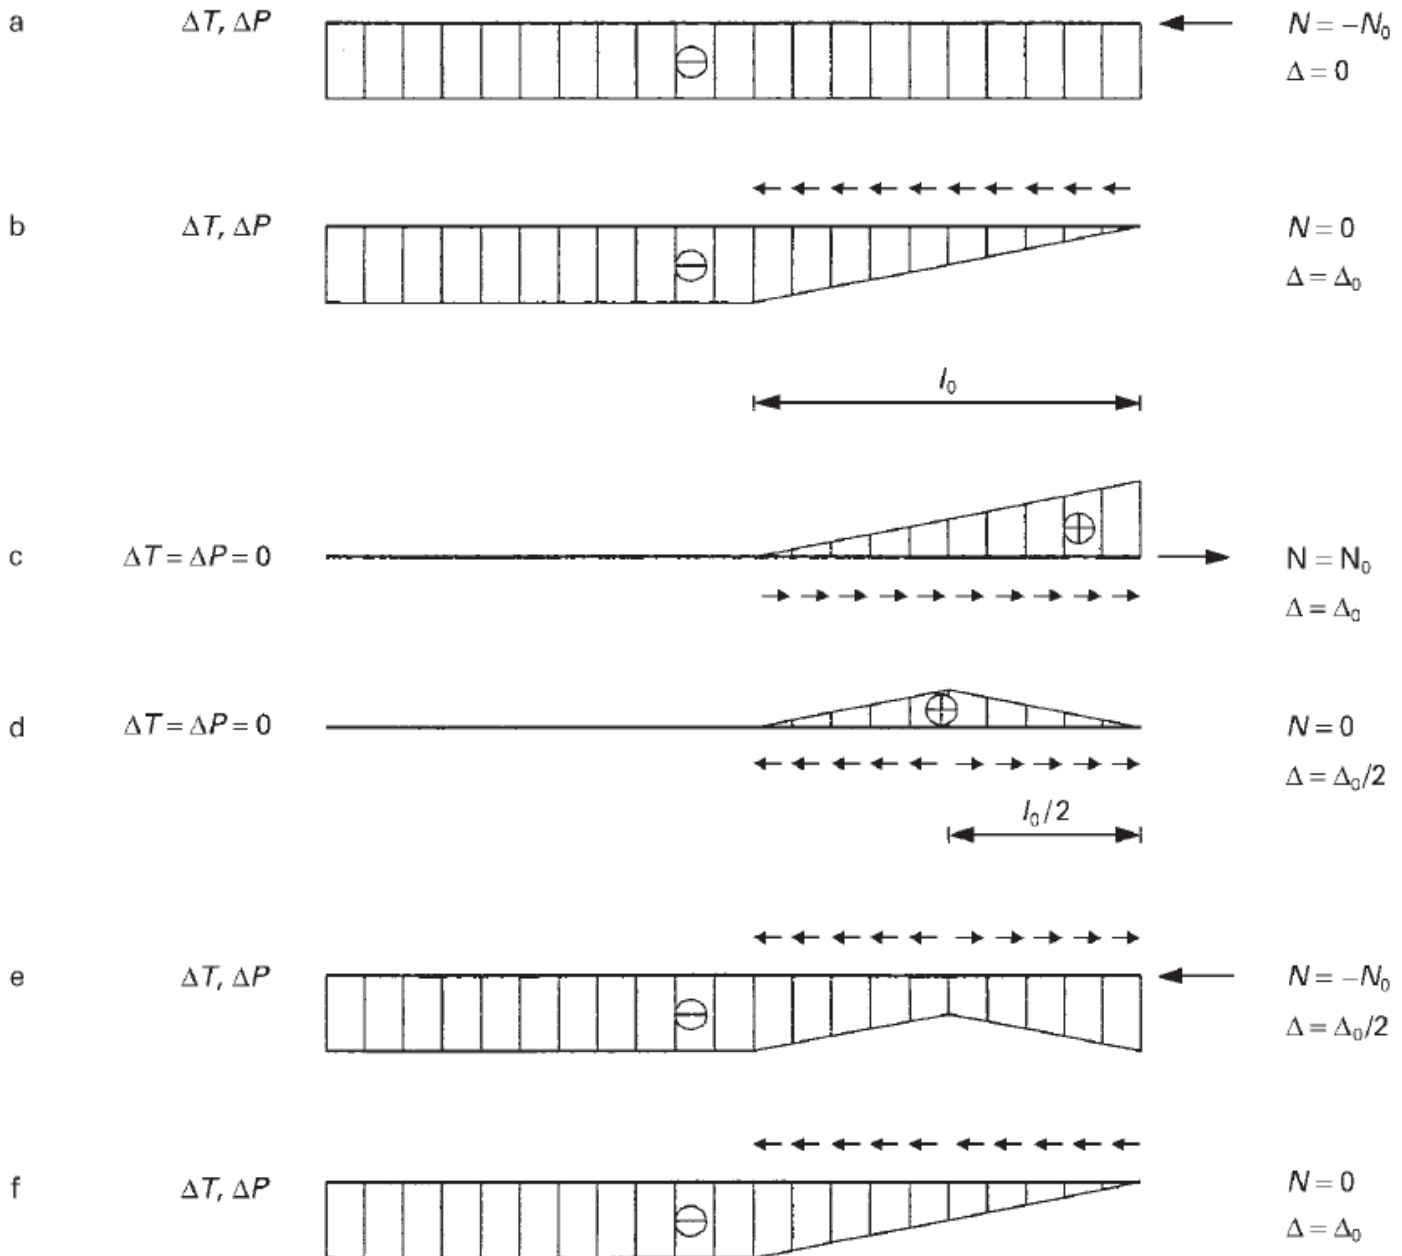 a ΔT, ΔP N = −N₀
Δ = 0
b ΔT, ΔP N = 0
Δ = Δ₀
l₀
c ΔT = ΔP = 0 N = N₀
Δ = Δ₀
d ΔT = ΔP = 0 N = 0
Δ = Δ₀/2
l₀/2
e ΔT, ΔP N = −N₀
Δ = Δ₀/2
f ΔT, ΔP N = 0
Δ = Δ₀